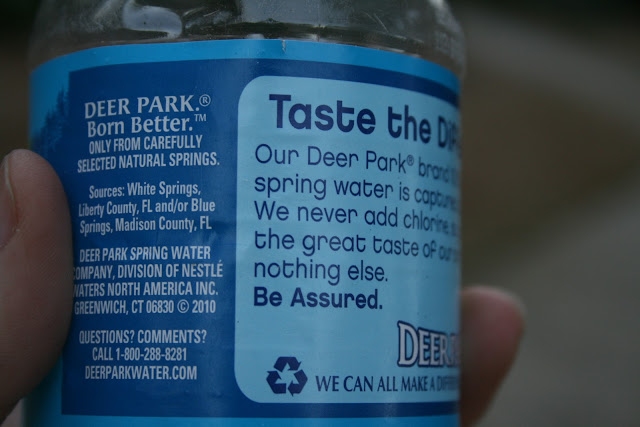 DEER PARK.®
Born Better.™
ONLY FROM CAREFULLY
SELECTED NATURAL SPRINGS.
Sources: White Springs,
Liberty County, FL and/or Blue
Springs, Madison County, FL
DEER PARK SPRING WATER
COMPANY, DIVISION OF NESTLÉ
WATERS NORTH AMERICA INC.
GREENWICH, CT 06830 © 2010
QUESTIONS? COMMENTS?
CALL 1-800-288-8281
DEERPARKWATER.COM
Taste the
Our Deer Park® brand
spring water is
We never add chlorine,
the great taste of our
nothing else.
Be Assured.
DEER
WE CAN ALL MAKE A